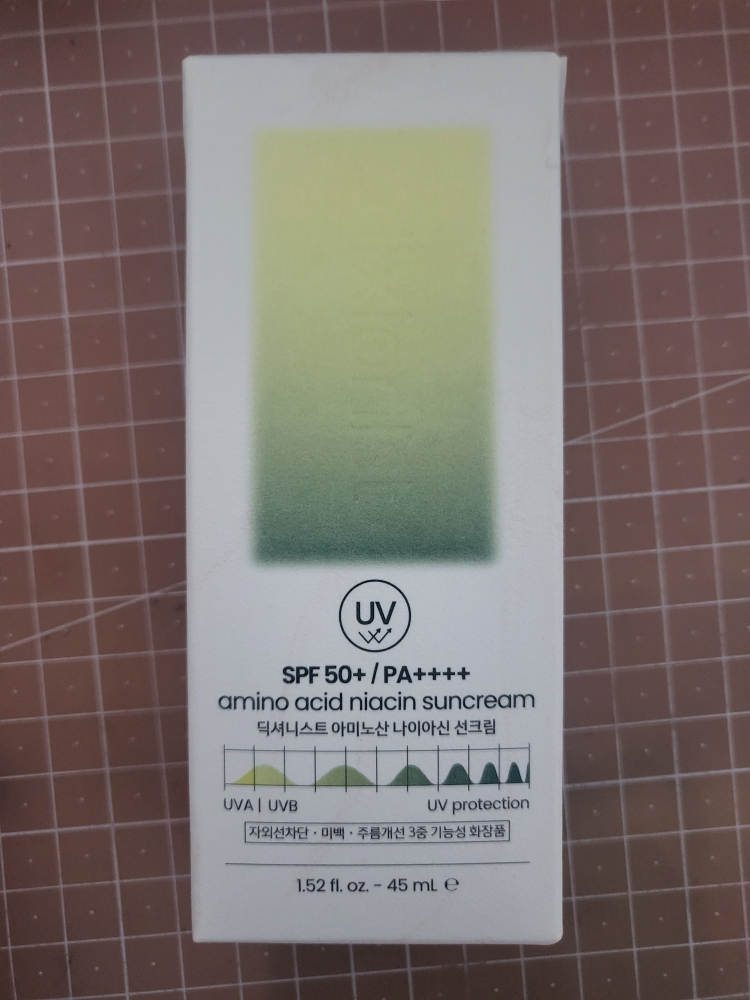 UV
SPF 50+ / PA++++
amino acid niacin suncream
딕셔니스트 아미노산 나이아신 선크림
UVA | UVB UV protection
자외선차단 · 미백 · 주름개선 3중 기능성 화장품
1.52 fl. oz. - 45 mL ℮